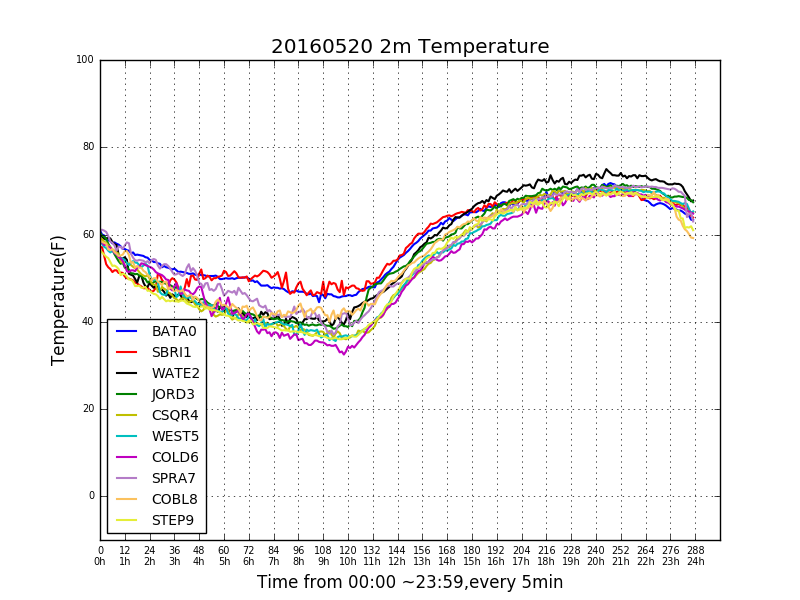 20160520 2m Temperature
100
80
60
40
20
0
Temperature(F)
BATA0
SBRI1
WATE2
JORD3
CSQR4
WEST5
COLD6
SPRA7
COBL8
STEP9
0 12 24 36 48 60 72 84 96 108 120 132 144 156 168 180 192 204 216 228 240 252 264 276 288
0h 1h 2h 3h 4h 5h 6h 7h 8h 9h 10h 11h 12h 13h 14h 15h 16h 17h 18h 19h 20h 21h 22h 23h 24h
Time from 00:00 ~23:59,every 5min